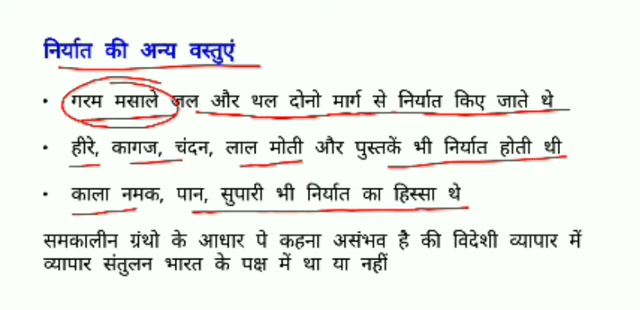 निर्यात की अन्य वस्तुएं
• गरम मसाले जल और थल दोनो मार्ग से निर्यात किए जाते थे
• हीरे, कागज, चंदन, लाल मोती और पुस्तकें भी निर्यात होती थी
• काला नमक, पान, सुपारी भी निर्यात का हिस्सा थे
समकालीन ग्रंथो के आधार पे कहना असंभव है की विदेशी व्यापार में
व्यापार संतुलन भारत के पक्ष में था या नहीं